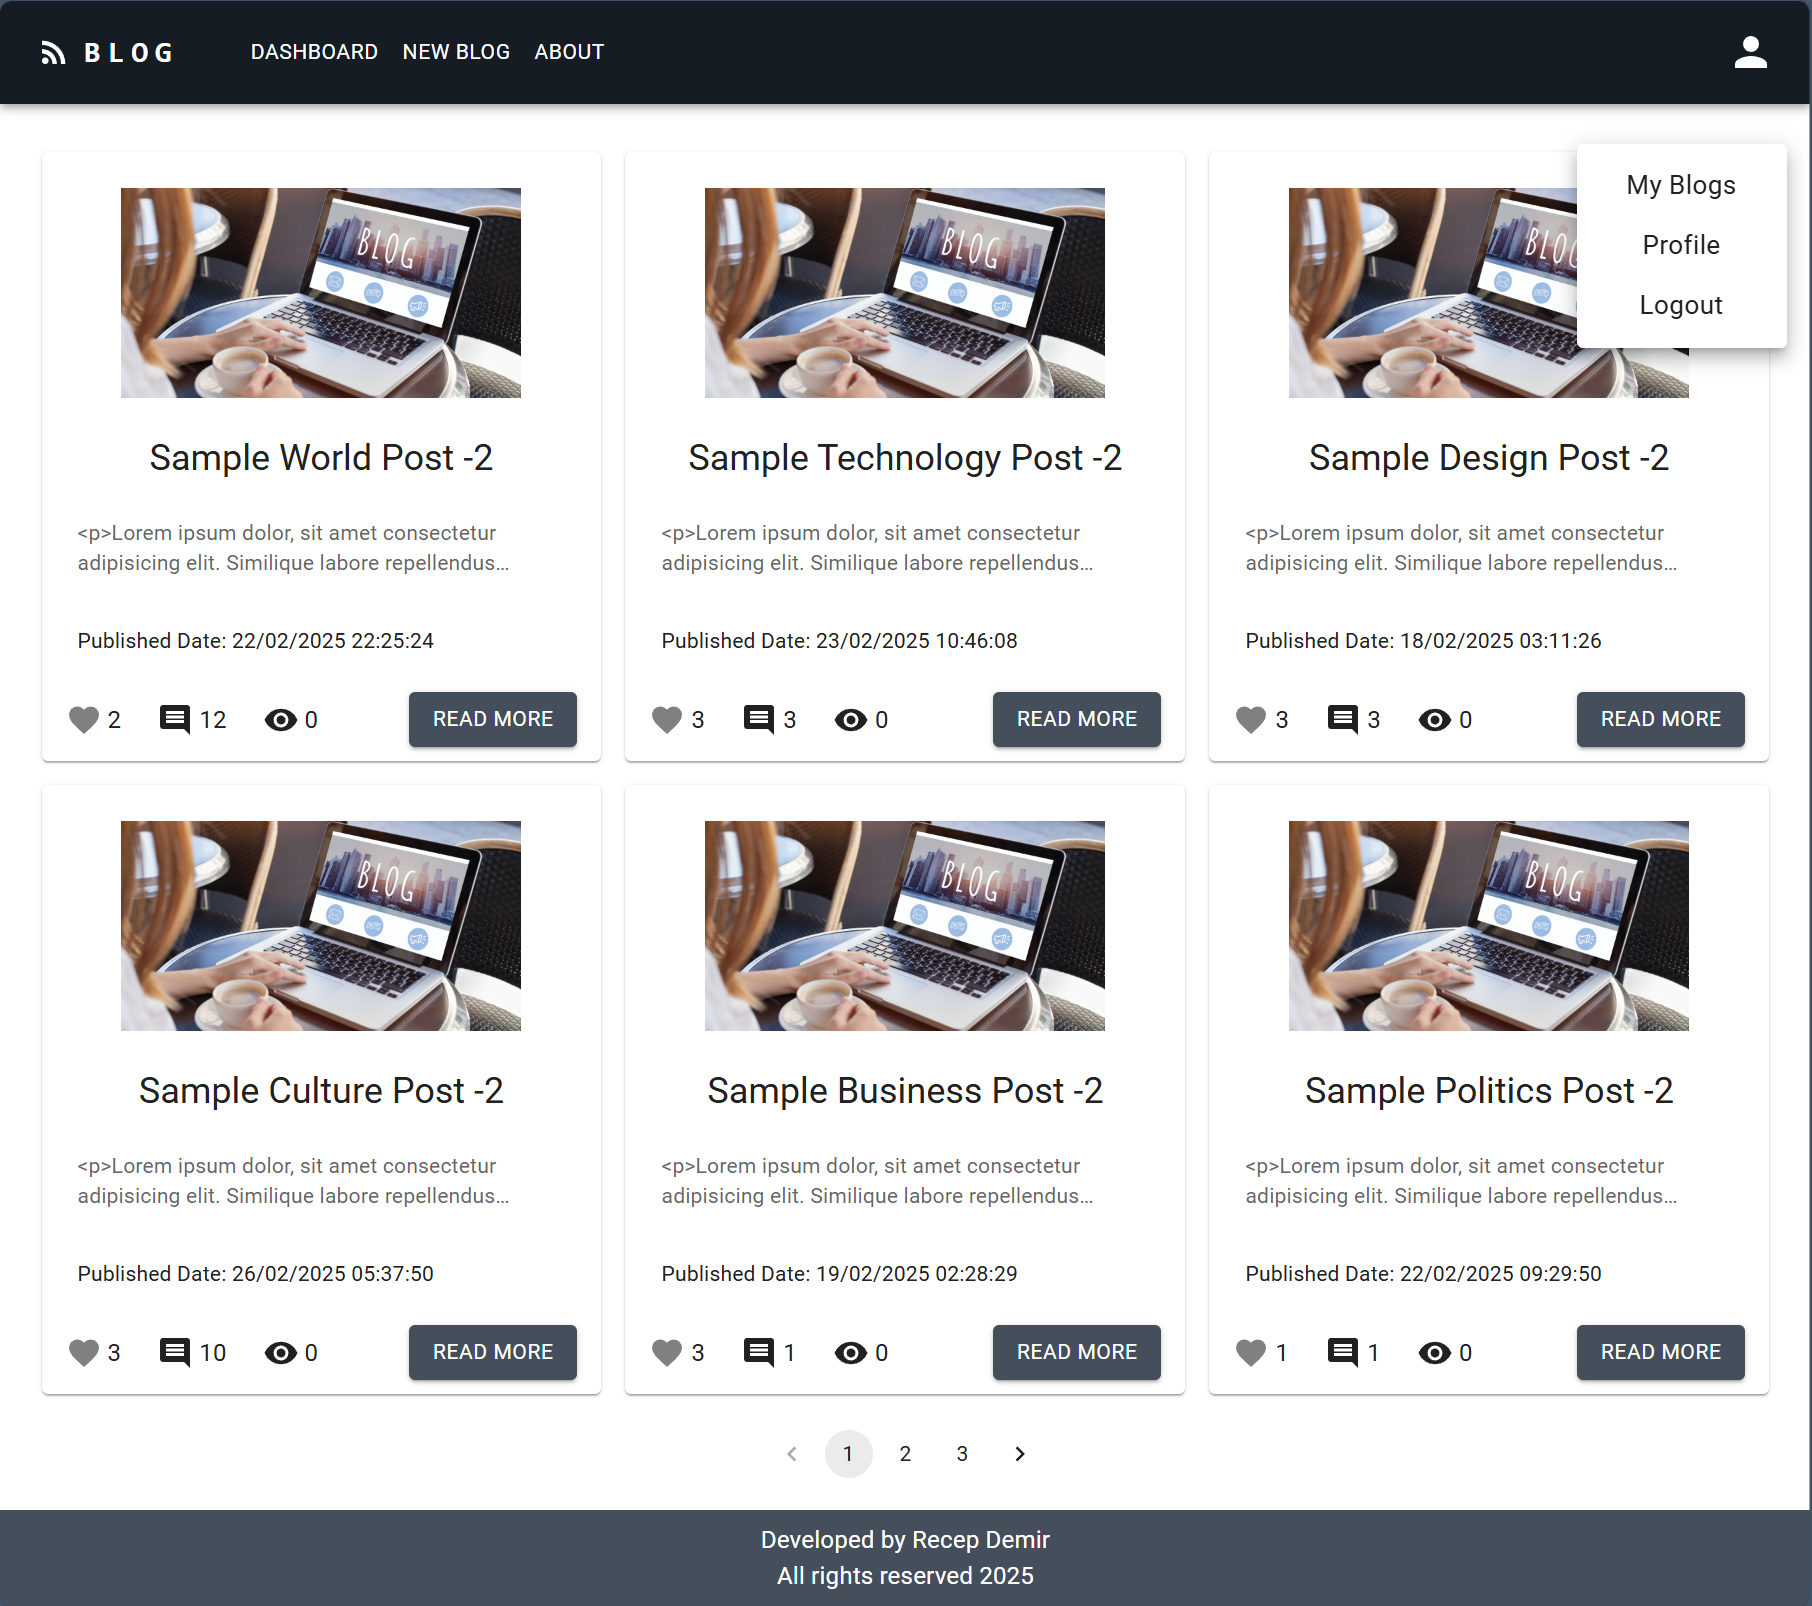 BLOG
DASHBOARD NEW BLOG ABOUT
My Blogs
Profile
Logout
BLOG
BLOG
BLOG
Sample World Post -2
Sample Technology Post -2
Sample Design Post -2
<p>Lorem ipsum dolor, sit amet consectetur
adipisicing elit. Similique labore repellendus...
<p>Lorem ipsum dolor, sit amet consectetur
adipisicing elit. Similique labore repellendus...
<p>Lorem ipsum dolor, sit amet consectetur
adipisicing elit. Similique labore repellendus...
Published Date: 22/02/2025 22:25:24
Published Date: 23/02/2025 10:46:08
Published Date: 18/02/2025 03:11:26
2 12 0 READ MORE
3 3 0 READ MORE
3 3 0 READ MORE
BLOG
BLOG
BLOG
Sample Culture Post -2
Sample Business Post -2
Sample Politics Post -2
<p>Lorem ipsum dolor, sit amet consectetur
adipisicing elit. Similique labore repellendus...
<p>Lorem ipsum dolor, sit amet consectetur
adipisicing elit. Similique labore repellendus...
<p>Lorem ipsum dolor, sit amet consectetur
adipisicing elit. Similique labore repellendus...
Published Date: 26/02/2025 05:37:50
Published Date: 19/02/2025 02:28:29
Published Date: 22/02/2025 09:29:50
3 10 0 READ MORE
3 1 0 READ MORE
1 1 0 READ MORE
1 2 3
Developed by Recep Demir
All rights reserved 2025